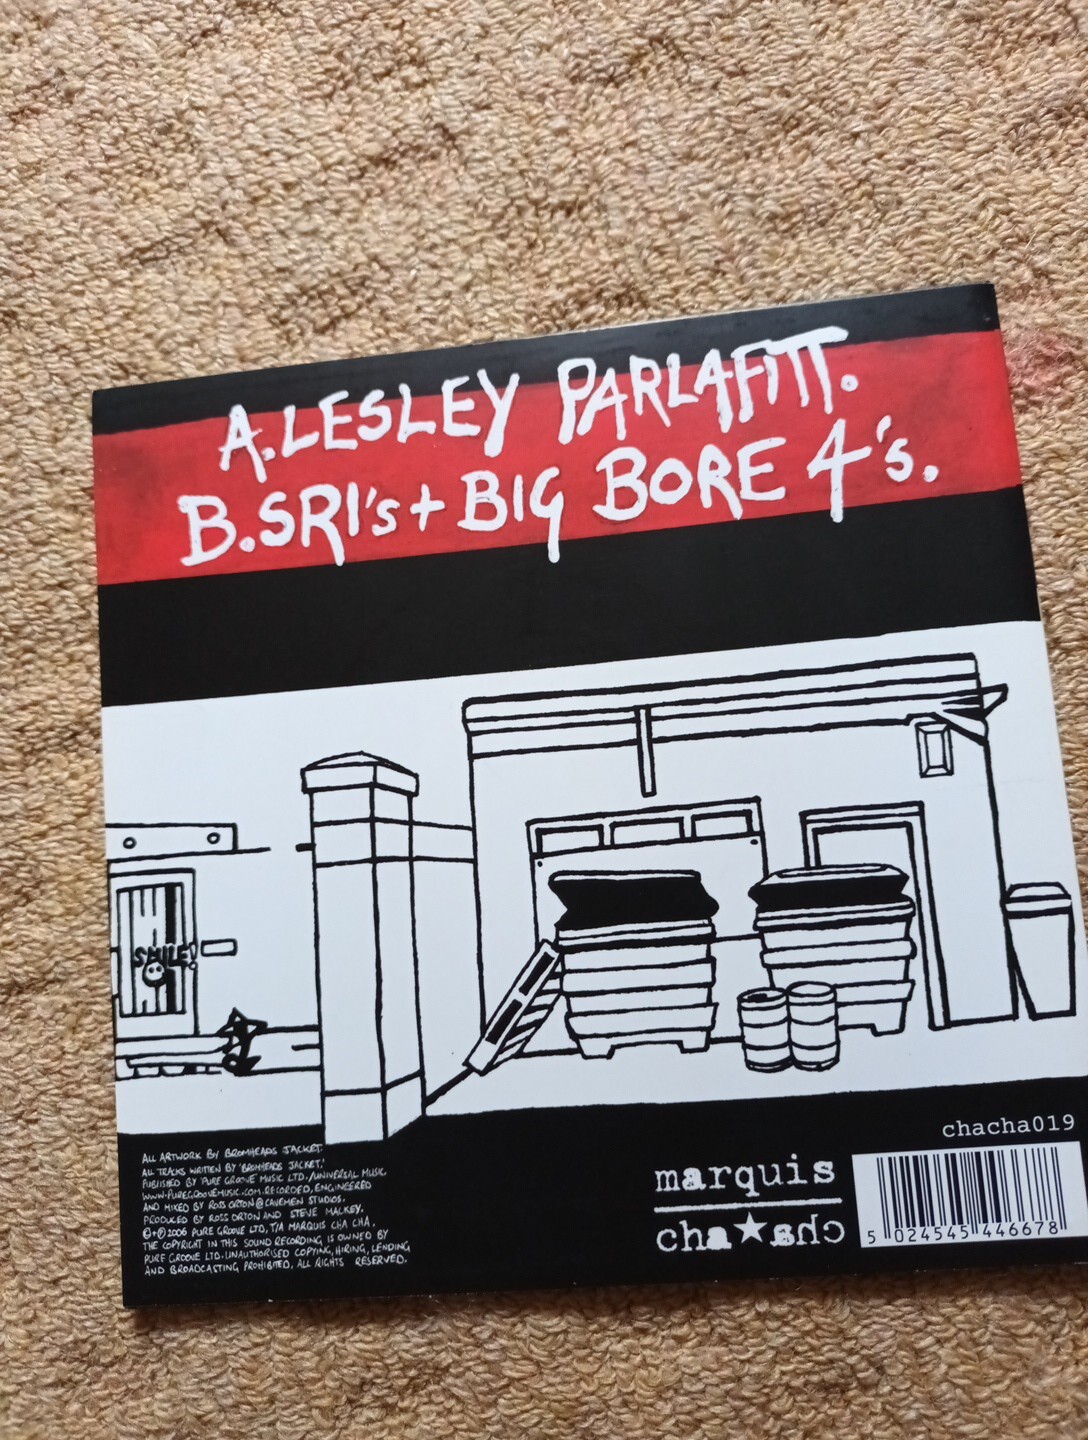 A. LESLEY PARLAFITT.
B. SRI's + BIG BORE 4's.
SMILE!
ALL ARTWORK BY BROMHEADS JACKET.
ALL TRACKS WRITTEN BY 'BROMHEADS JACKET.'
PUBLISHED BY 'PURE GROOVE' MUSIC LTD./UNIVERSAL MUSIC.
WWW.PUREGROOVEMUSIC.COM. RECORDED, ENGINEERED
AND MIXED BY ROSS ORTON @ CAVEMEN STUDIOS.
PRODUCED BY ROSS ORTON AND STEVE MACKEY.
©+℗ 2006 PURE GROOVE LTD, T/A MARQUIS CHA CHA.
THE COPYRIGHT IN THIS SOUND RECORDING IS OWNED BY
PURE GROOVE LTD. UNAUTHORISED COPYING, HIRING, LENDING
AND BROADCASTING PROHIBITED, ALL RIGHTS RESERVED.
chacha019
marquis
cha★cha
5 024545 446678